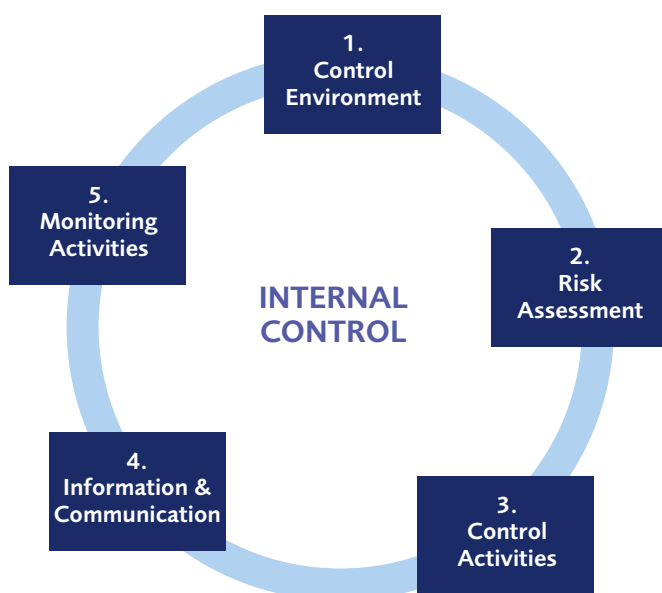 1.
Control
Environment
2.
Risk
Assessment
3.
Control
Activities
4.
Information &
Communication
5.
Monitoring
Activities
INTERNAL
CONTROL